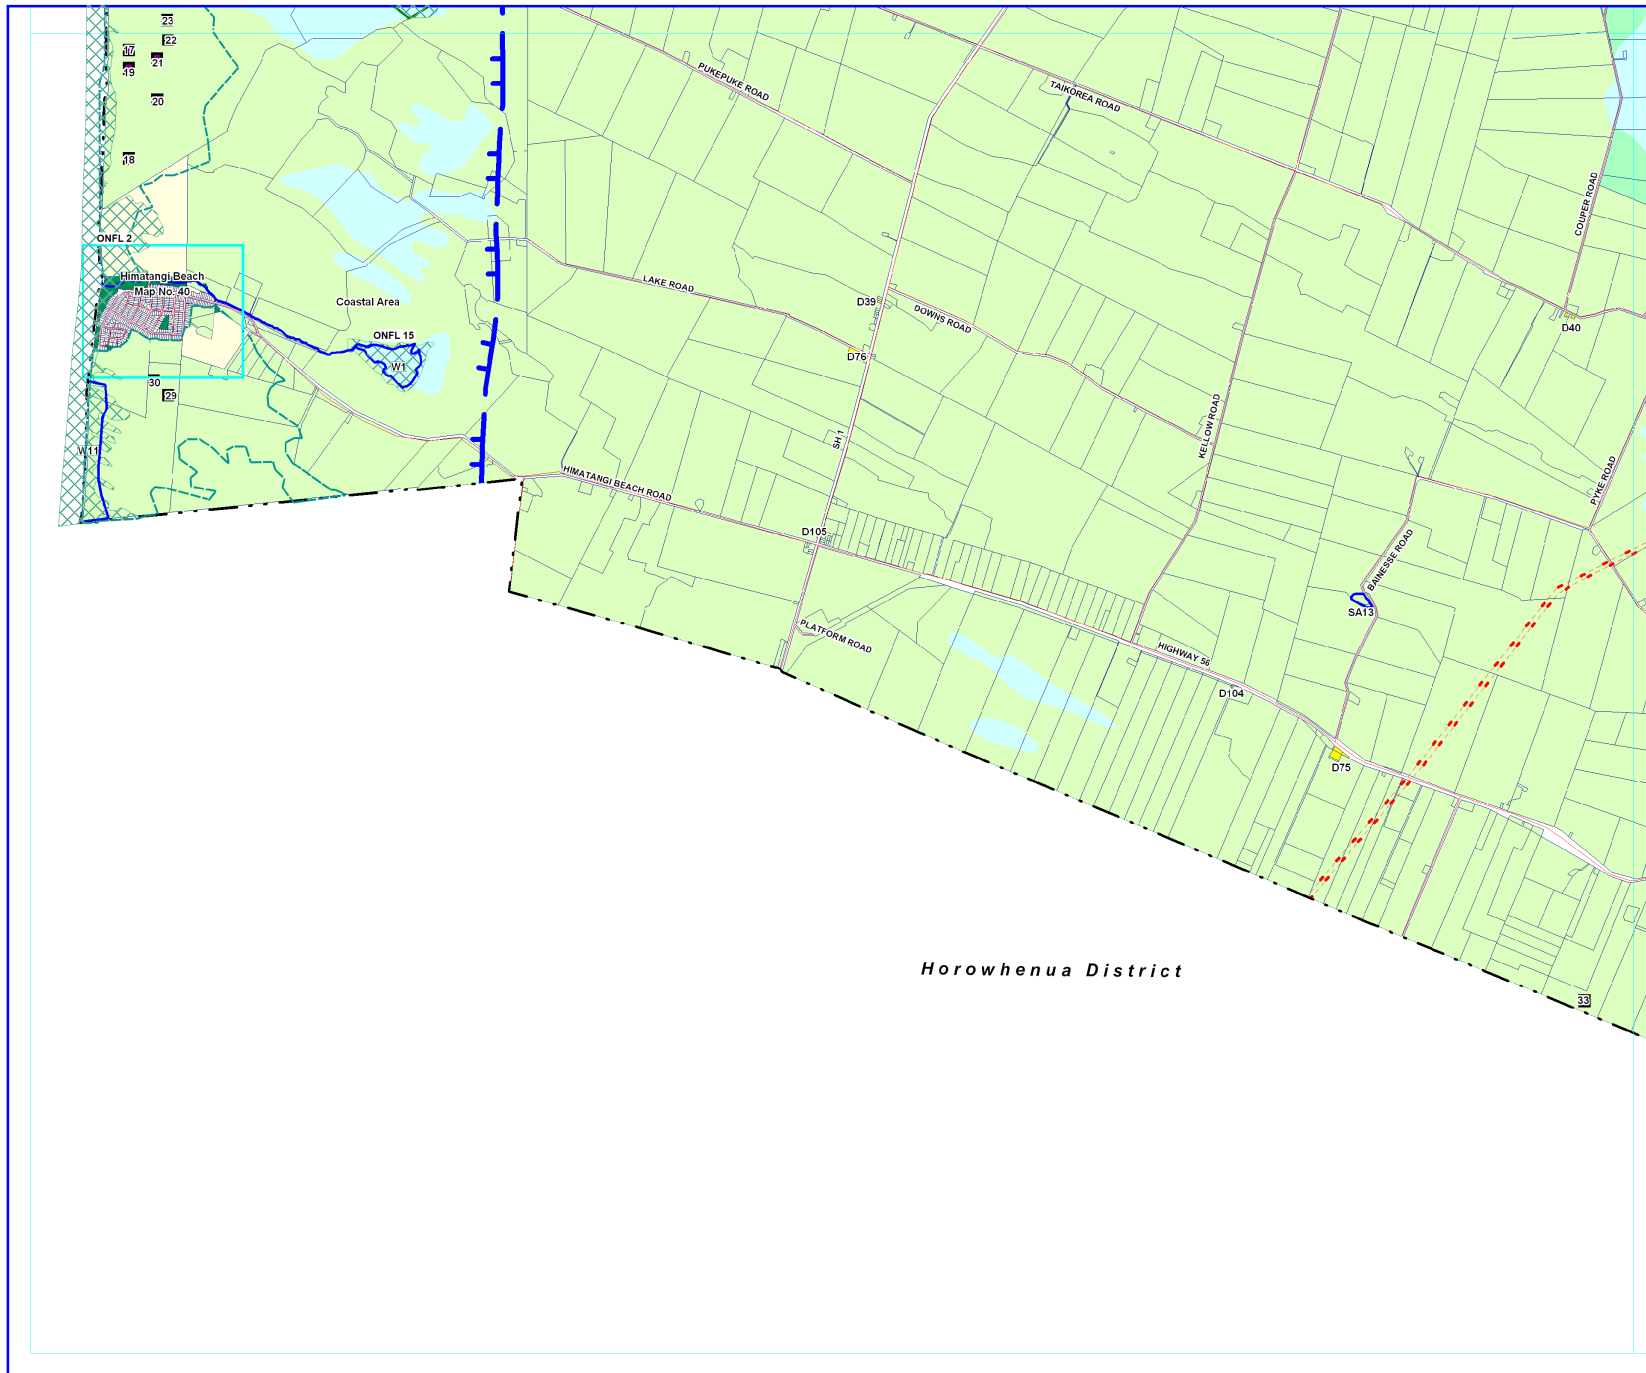 23
22
17
21
19
20
18
PUKEPUKE ROAD
TAIKOREA ROAD
COUPER ROAD
ONFL 2
Himatangi Beach
Map No. 40
Coastal Area
LAKE ROAD
D39
DOWNS ROAD
D40
ONFL 15
W1
D76
30
29
KELLOW ROAD
SH 1
W11
HIMATANGI BEACH ROAD
PYKE ROAD
D105
BAINESSE ROAD
SA13
PLATFORM ROAD
HIGHWAY 56
D104
D75
Horowhenua District
33